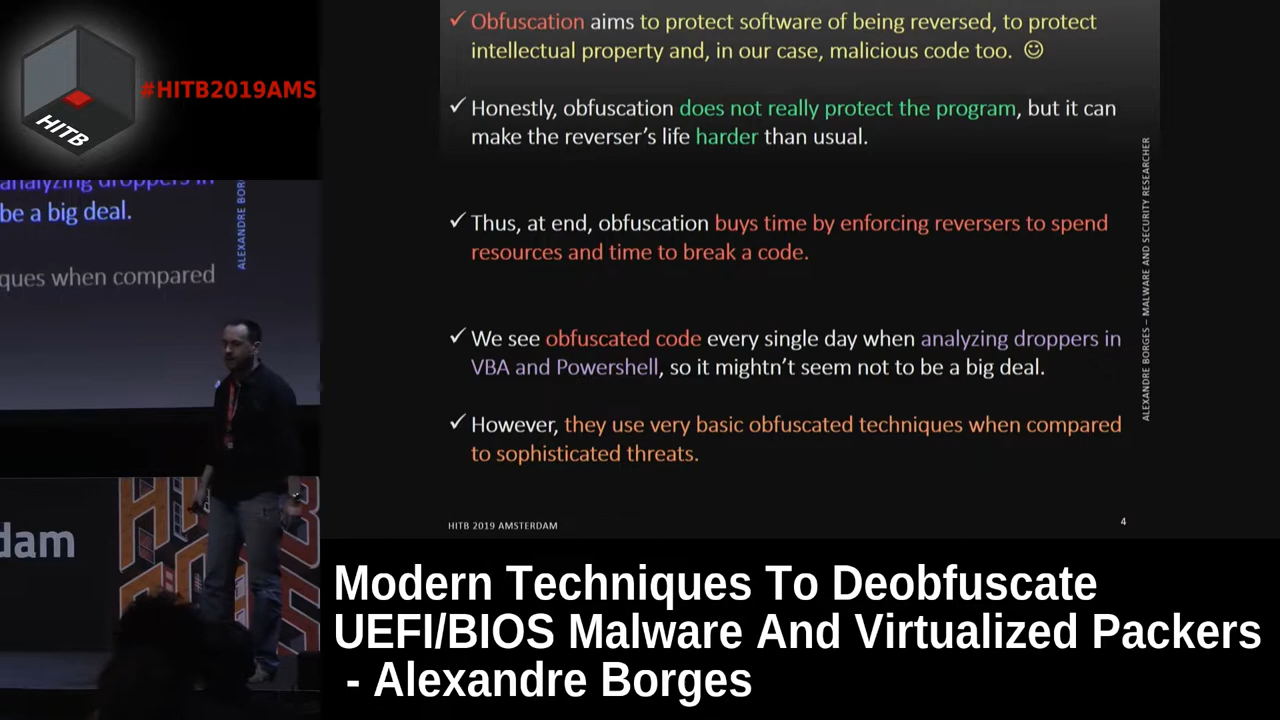 #HITB2019AMS
HITB
✓ Obfuscation aims to protect software of being reversed, to protect
intellectual property and, in our case, malicious code too. ☺
✓ Honestly, obfuscation does not really protect the program, but it can
make the reverser's life harder than usual.
✓ Thus, at end, obfuscation buys time by enforcing reversers to spend
resources and time to break a code.
✓ We see obfuscated code every single day when analyzing droppers in
VBA and Powershell, so it mightn't seem not to be a big deal.
✓ However, they use very basic obfuscated techniques when compared
to sophisticated threats.
HITB 2019 AMSTERDAM
4
ALEXANDRE BORGES – MALWARE AND SECURITY RESEARCHER
analyzing droppers in
be a big deal.
ques when compared
ALEXANDRE BOR
dam
Modern Techniques To Deobfuscate
UEFI/BIOS Malware And Virtualized Packers
- Alexandre Borges